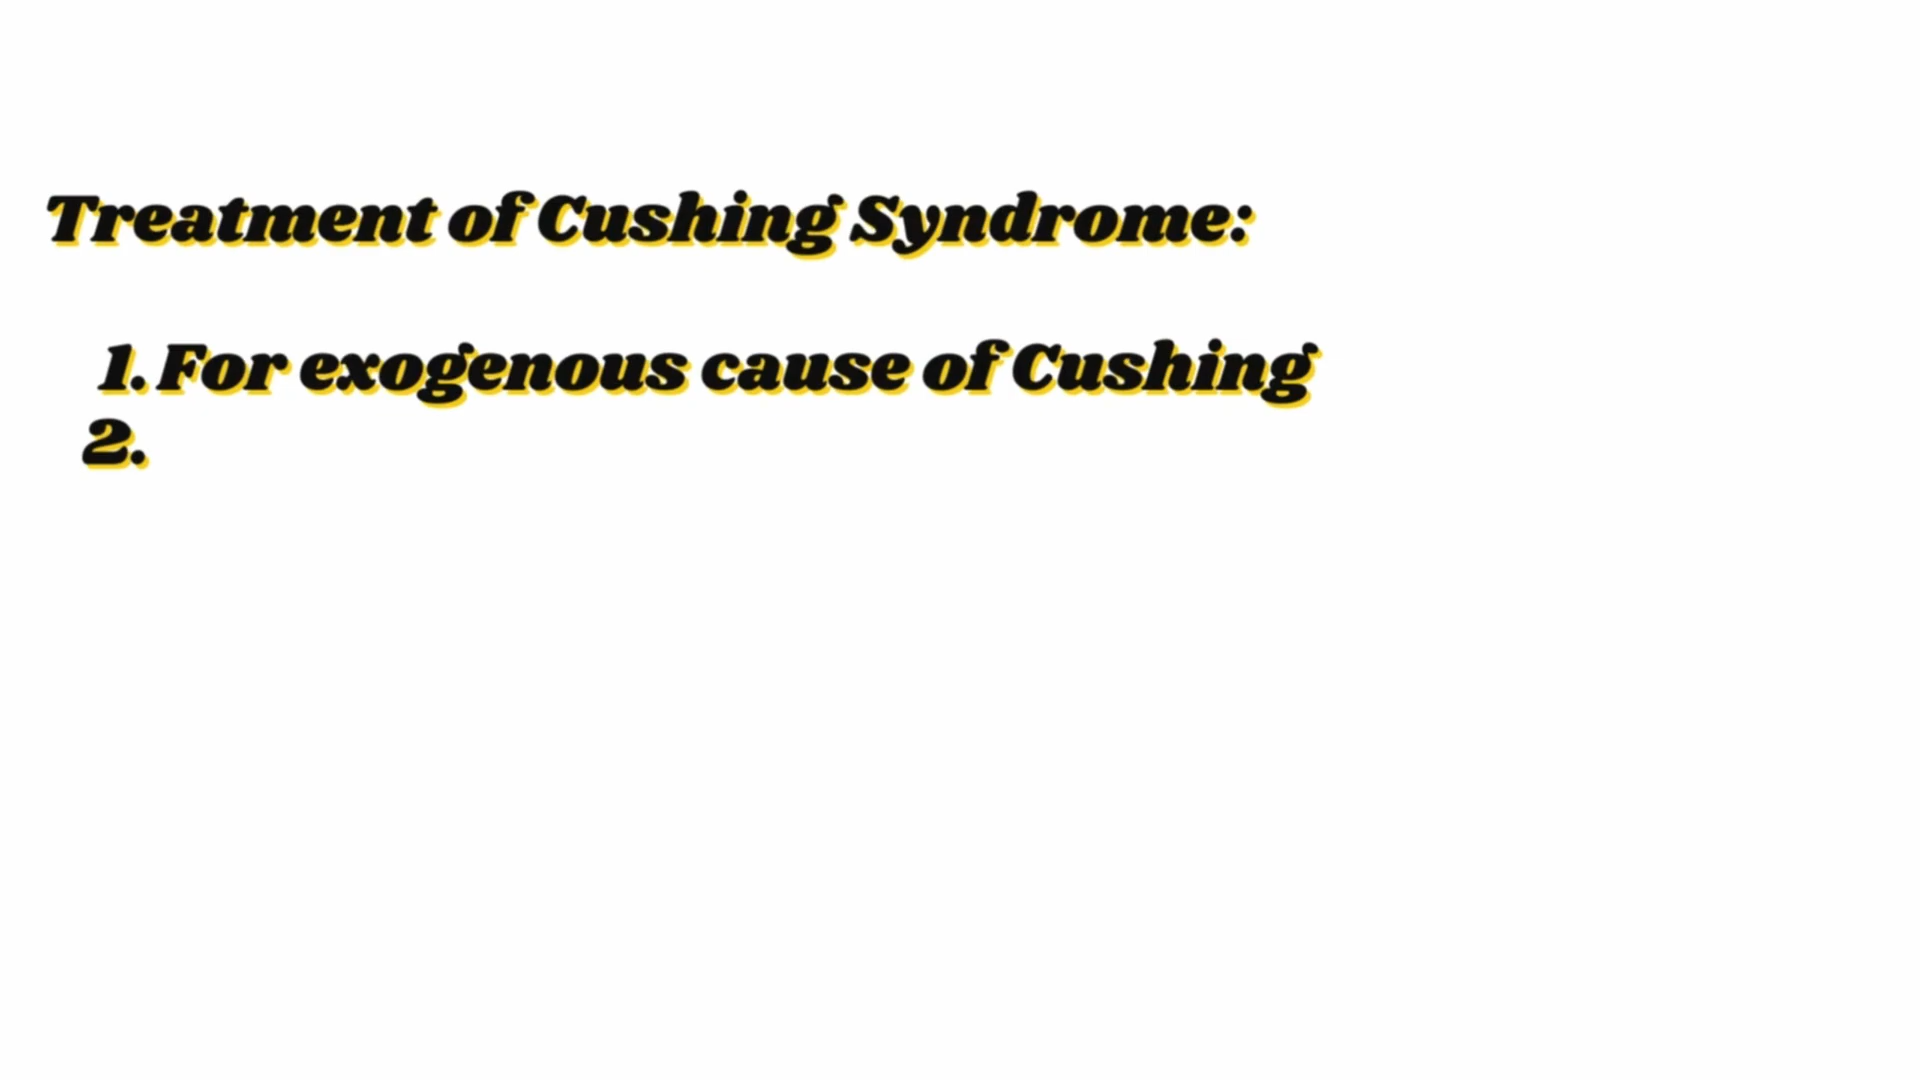 Treatment of Cushing Syndrome:
1. For exogenous cause of Cushing
2.